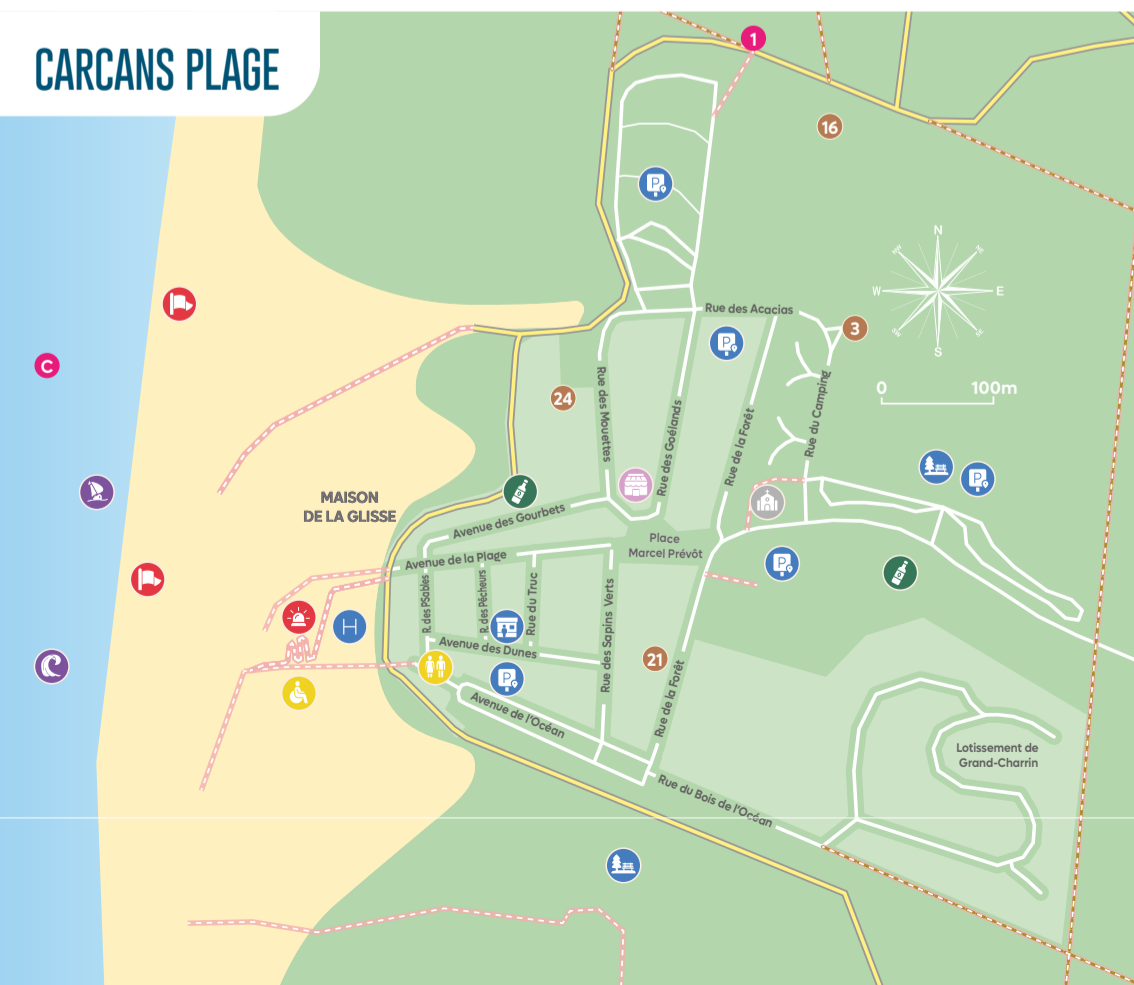 CARCANS PLAGE
1
16
N
W
E
S
Rue des Acacias
3
0
100m
C
24
Rue des Mouettes
Rue des Goélands
Rue de la Forêt
Rue du Camping
MAISON
DE LA GLISSE
Avenue des Gourbets
Place
Marcel Prévôt
Avenue de la Plage
R. des PSables
R. des Pêcheurs
Rue du Truc
Rue des Sapins Verts
H
Avenue des Dunes
21
Rue de la Forêt
Avenue de l'Océan
Rue du Bois de l'Océan
Lotissement de
Grand-Charrin
P
P
P
P
P